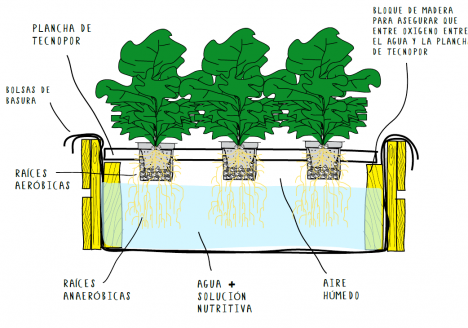 PLANCHA DE
TECNOPOR
BLOQUE DE MADERA
PARA ASEGURAR QUE
ENTRE OXÍGENO ENTRE
EL AGUA Y LA PLANCH
DE TECNOPOR
BOLSAS DE
BASURA
RAÍCES
AERÓBICAS
RAÍCES
ANAERÓBICAS
AGUA +
SOLUCIÓN
NUTRITIVA
AIRE
HÚMEDO